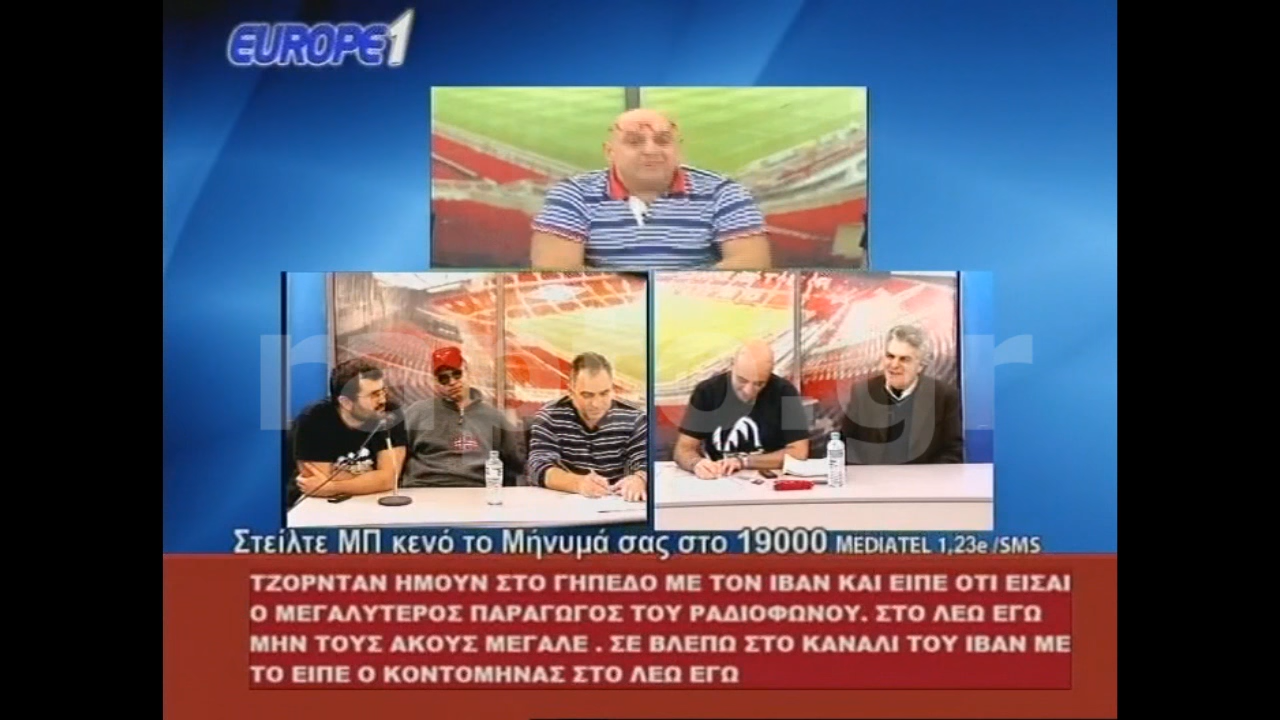 EUROPE1
Στείλτε ΜΠ κενό το Μήνυμά σας στο 19000 MEDIATEL 1,23e /SMS
ΤΖΟΡΝΤΑΝ ΗΜΟΥΝ ΣΤΟ ΓΗΠΕΔΟ ΜΕ ΤΟΝ ΙΒΑΝ ΚΑΙ ΕΙΠΕ ΟΤΙ ΕΙΣΑΙ
Ο ΜΕΓΑΛΥΤΕΡΟΣ ΠΑΡΑΓΩΓΟΣ ΤΟΥ ΡΑΔΙΟΦΩΝΟΥ. ΣΤΟ ΛΕΩ ΕΓΩ
ΜΗΝ ΤΟΥΣ ΑΚΟΥΣ ΜΕΓΑΛΕ . ΣΕ ΒΛΕΠΩ ΣΤΟ ΚΑΝΑΛΙ ΤΟΥ ΙΒΑΝ ΜΕ
ΤΟ ΕΙΠΕ Ο ΚΟΝΤΟΜΗΝΑΣ ΣΤΟ ΛΕΩ ΕΓΩ